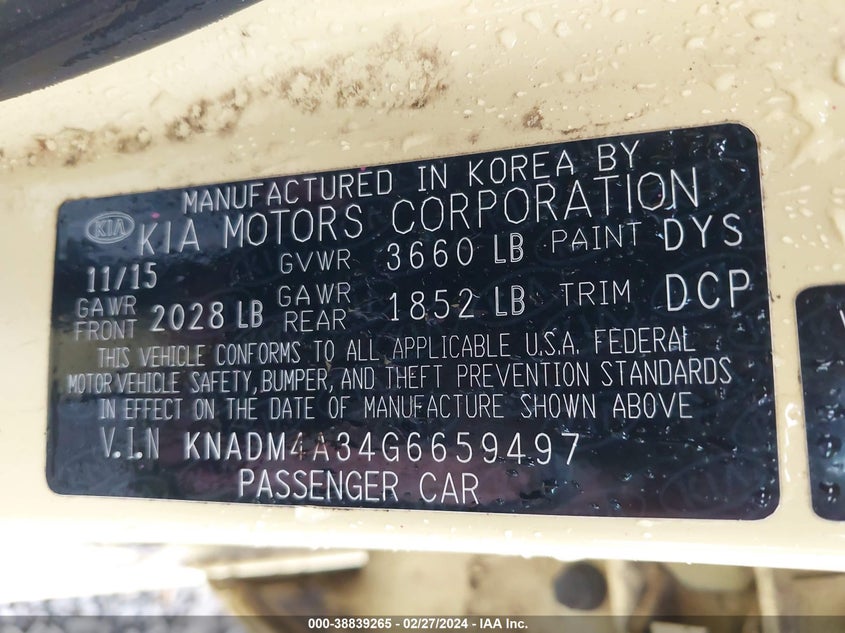 MANUFACTURED IN KOREA BY
KIA KIA MOTORS CORPORATION
11/15 GVWR 3660 LB PAINT DYS
GAWR FRONT 2028 LB GAWR REAR 1852 LB TRIM DCP
THIS VEHICLE CONFORMS TO ALL APPLICABLE U.S.A. FEDERAL
MOTOR VEHICLE SAFETY, BUMPER, AND THEFT PREVENTION STANDARDS
IN EFFECT ON THE DATE OF MANUFACTURE SHOWN ABOVE
V.I.N KNADM4A34G6659497
PASSENGER CAR
000-38839265 - 02/27/2024 - IAA Inc.